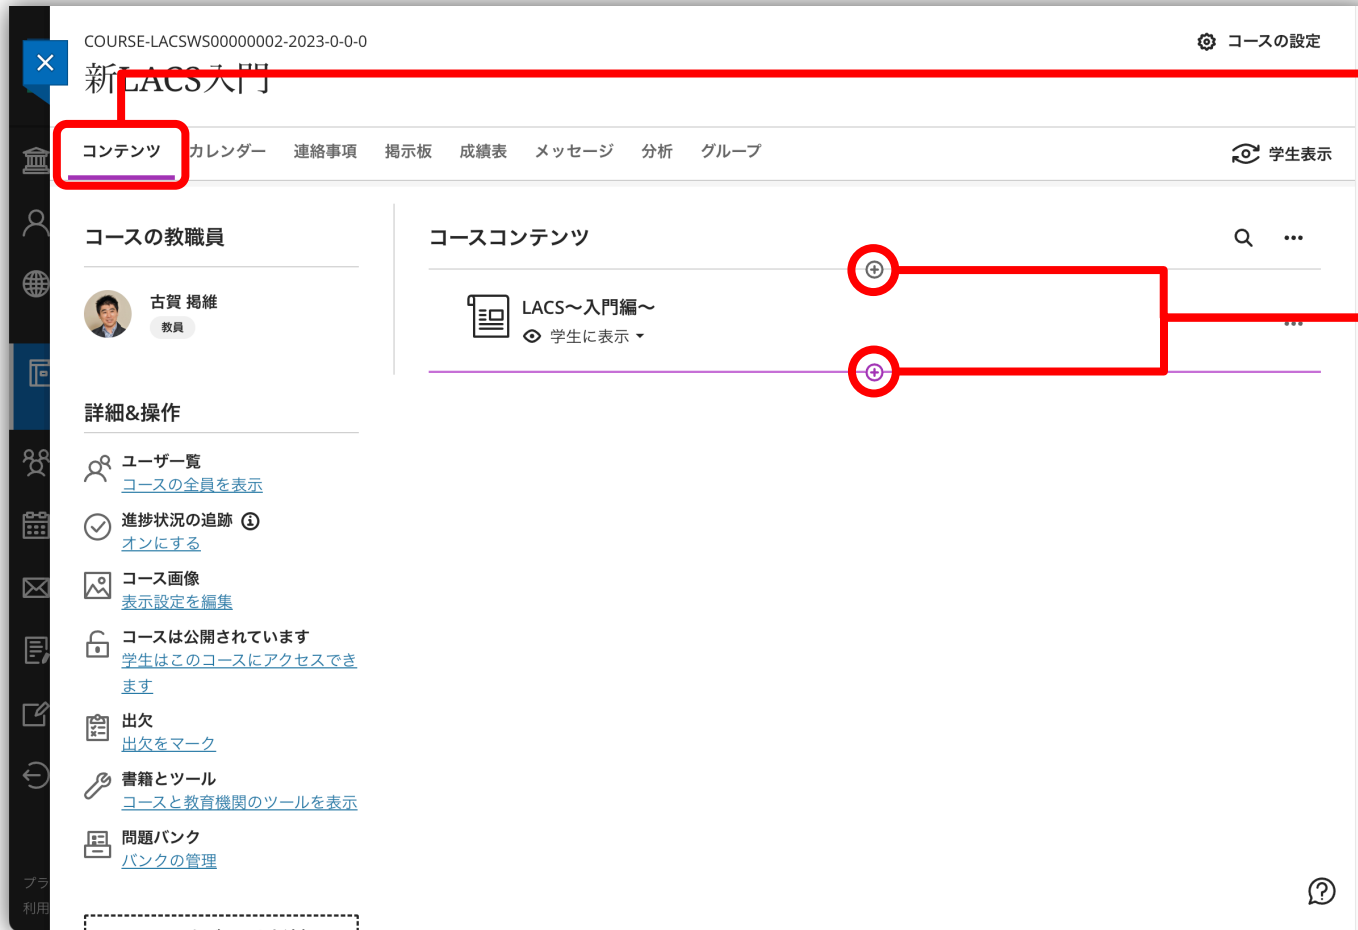 COURSE-LACSWS00000002-2023-0-0-0
コースの設定
新LACS入門
コンテンツ
カレンダー
連絡事項
掲示板
成績表
メッセージ
分析
グループ
学生表示
コースの教職員
古賀 掲維
教員
コースコンテンツ
LACS〜入門編〜
学生に表示
詳細&操作
ユーザ一覧
コースの全員を表示
進捗状況の追跡
オンにする
コース画像
表示設定を編集
コースは公開されています
学生はこのコースにアクセスでき
ます
出欠
出欠をマーク
書籍とツール
コースと教育機関のツールを表示
問題バンク
バンクの管理
プラ
利用